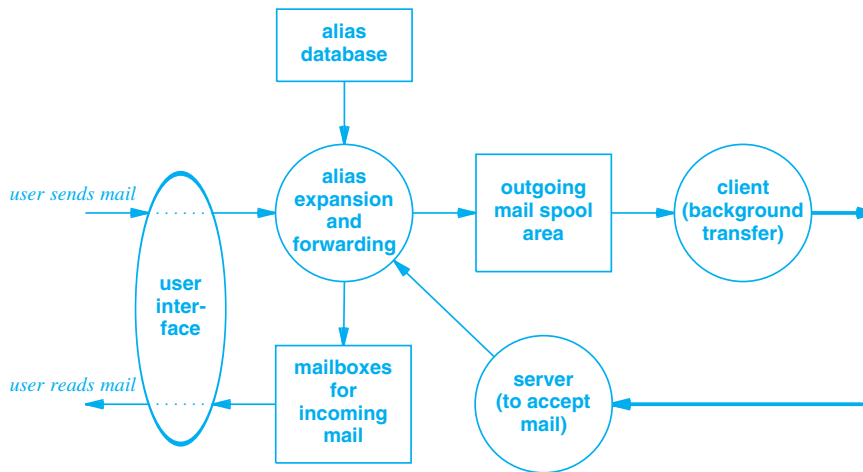 alias
database
user sends mail
alias
expansion
and
forwarding
outgoing
mail spool
area
client
(background
transfer)
user
inter-
face
user reads mail
mailboxes
for
incoming
mail
server
(to accept
mail)